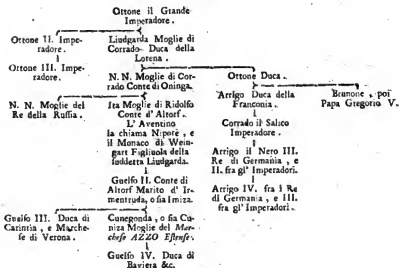 Ottone il Grande
Imperadore.
Ottone II. Impe-
radore.
Liudgarda Moglie di
Corrado Duca della
Lorena.
Ottone III. Impe-
radore.
N. N. Moglie di Cor-
rado Conte di Oninga.
Ottone Duca.
N. N. Moglie del
Re della Russia.
Ita Moglie di Ridolfo
Conte d' Altorf.
L' Aventino
la chiama Niporè, e
il Monaco di Wein-
gart Figliuola della
suddetta Liudgarda.
Arrigo Duca della
Franconia.
Brunone, poi
Papa Gregorio V.
Corrado il Salico
Imperadore.
Arrigo il Nero III.
Re di Germania, e
II. fra gl' Imperadori.
Guelfo II. Conte di
Altorf Marito d' Ir-
mentruda, o sia Imiza.
Arrigo IV. fra i Re
di Germania, e III.
fra gl' Imperadori.
Guelfo III. Duca di
Carintia, e Marche-
se di Verona.
Cunegonda, o sia Cu-
niza Moglie del Mar-
chese AZZO Estense.
Guelfo IV. Duca di
Baviera &c.